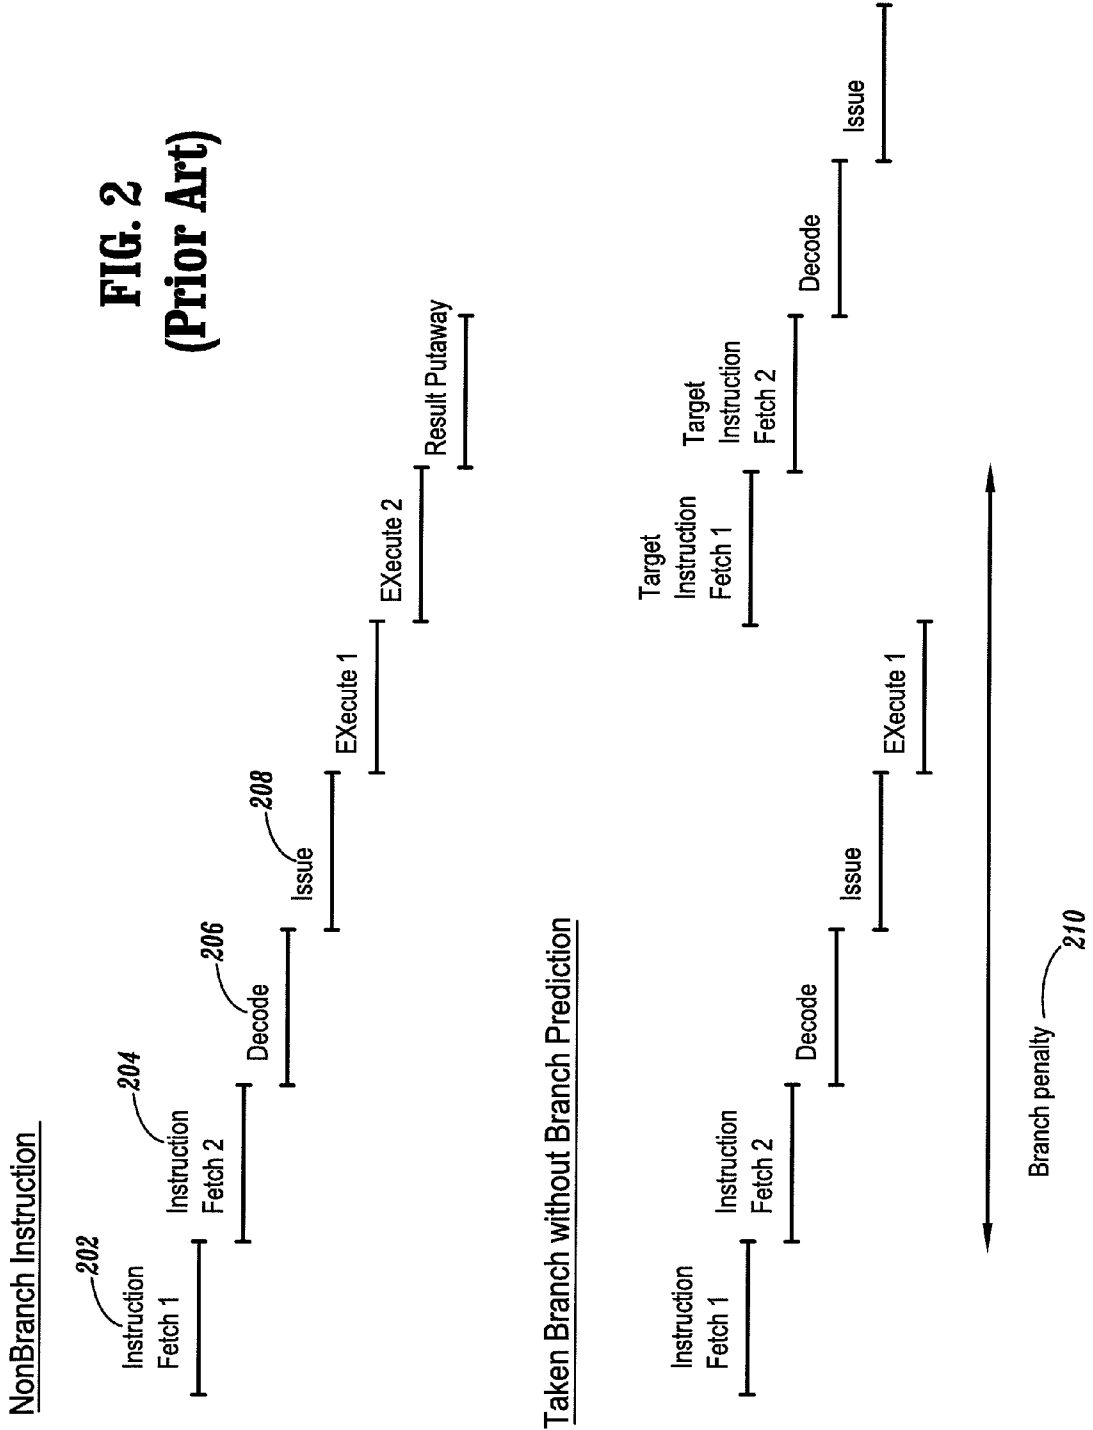 FIG. 2
(Prior Art)
NonBranch Instruction
202
Instruction
Fetch 1
204
Instruction
Fetch 2
206
Decode
208
Issue
EXecute 1
EXecute 2
Result Putaway
Taken Branch without Branch Prediction
Instruction
Fetch 1
Instruction
Fetch 2
Decode
Issue
EXecute 1
Target
Instruction
Fetch 1
Target
Instruction
Fetch 2
Decode
Issue
Branch penalty
210